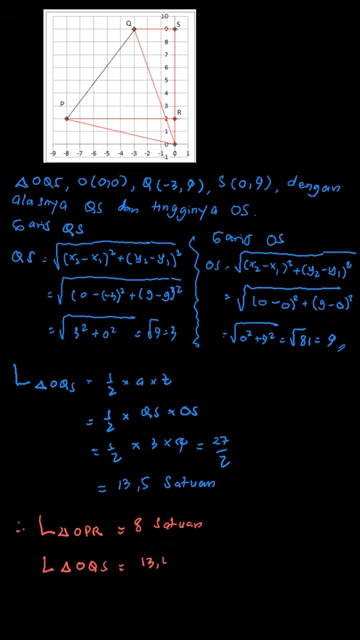 10
9
8
7
6
5
4
3
2
1
0
-1
-9 -8 -7 -6 -5 -4 -3 -2 -1 0 1
Q
S
P
R
△OQS, O(0,0), Q(-3,9), S(0,9), dengan
alasnya QS dan tingginya OS.
Garis QS
QS = √(x₂-x₁)²+(y₂-y₁)²
= √(0-(-3))²+(9-9)²
= √3²+0² = √9 = 3
Garis OS
OS = √(x₂-x₁)²+(y₂-y₁)²
= √(0-0)²+(9-0)²
= √0²+9² = √81 = 9
L△OQS = 1/2 × a × t
= 1/2 × QS × OS
= 1/2 × 3 × 9 = 27/2
= 13,5 satuan
∴ L△OPR = 8 satuan
L△OQS = 13,